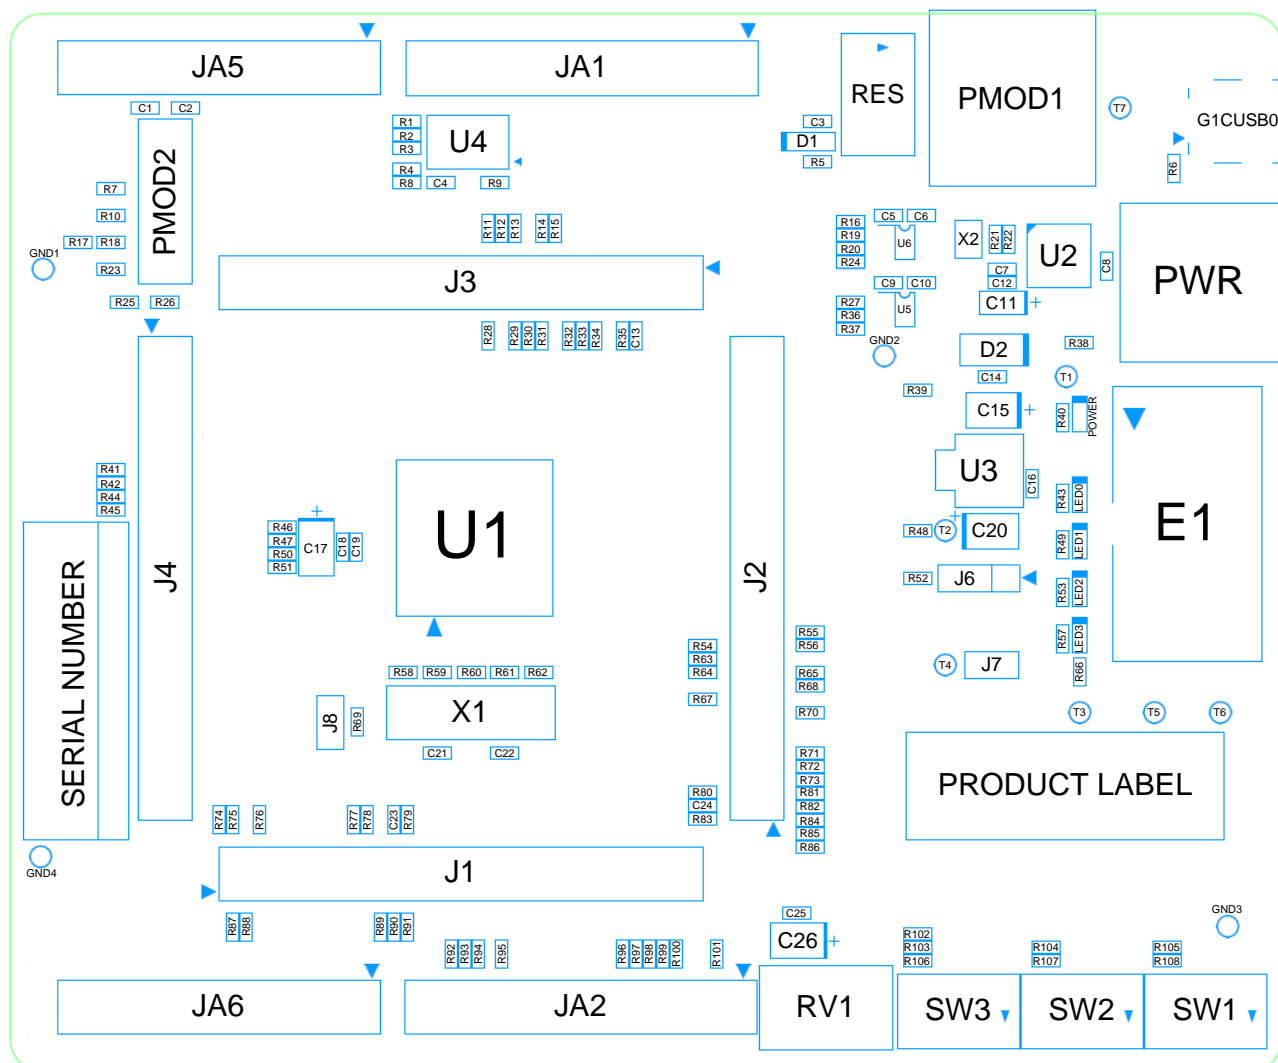 JA5
JA1
RES
PMOD1
T7
G1CUSB0
C1
C2
R1
R2
R3
U4
C3
D1
R5
R4
R8
C4
R9
R6
PMOD2
R7
R10
R17
R18
R23
GND1
R25
R26
R11
R12
R13
R14
R15
R16
R19
R20
R24
C5
C6
U6
X2
R21
R22
U2
C8
PWR
J3
C7
C12
C9
C10
U5
C11
R27
R36
R37
GND2
R28
R29
R30
R31
R32
R33
R34
R35
C13
D2
R38
C14
T1
R39
C15
R40
POWER
E1
U3
C16
R41
R42
R44
R45
J4
U1
J2
R43
LED0
R46
R47
R50
R51
C17
C18
C19
R48
T2
C20
R49
LED1
R52
J6
R53
LED2
SERIAL NUMBER
R54
R63
R64
R67
R55
R56
R65
R68
R70
R57
LED3
R66
T4
J7
R58
R59
R60
R61
R62
X1
J8
R69
C21
C22
T3
T5
T6
PRODUCT LABEL
R71
R72
R73
R81
R82
R84
R85
R86
R80
C24
R83
R74
R75
R76
R77
R78
C23
R79
GND4
J1
R87
R88
R89
R90
R91
R92
R93
R94
R95
R96
R97
R98
R99
R100
R101
C25
C26
R102
R103
R106
R104
R107
R105
R108
GND3
JA6
JA2
RV1
SW3
SW2
SW1